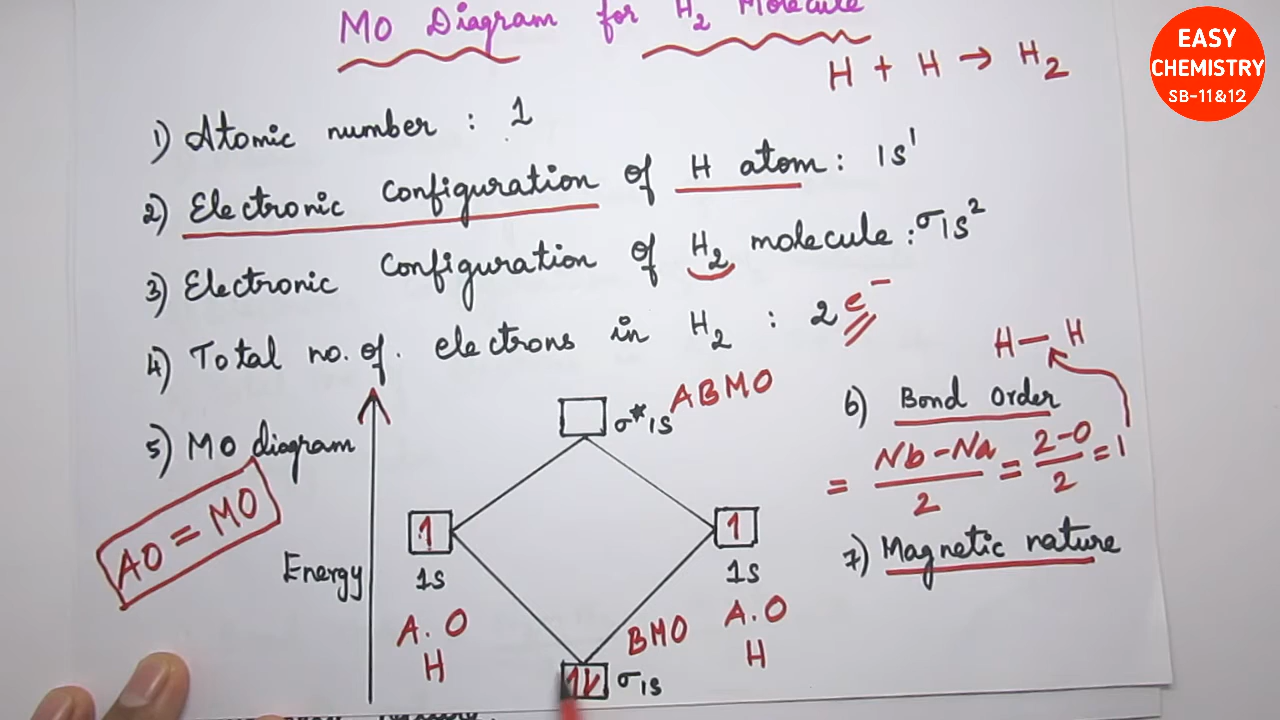 MO Diagram for H₂ Molecule
EASY
CHEMISTRY
SB-11&12
H + H → H₂
1) Atomic number : 1
2) Electronic configuration of H atom : 1s¹
3) Electronic configuration of H₂ molecule : σ1s²
4) Total no. of. electrons in H₂ : 2 e⁻
5) MO diagram
AO = MO
Energy
σ*1s ABMO
1 1
1s 1s
A.O A.O
H H
BMO
1L σ1s
H — H
6) Bond Order
= Nb-Na/2 = 2-0/2 = 1
7) Magnetic nature